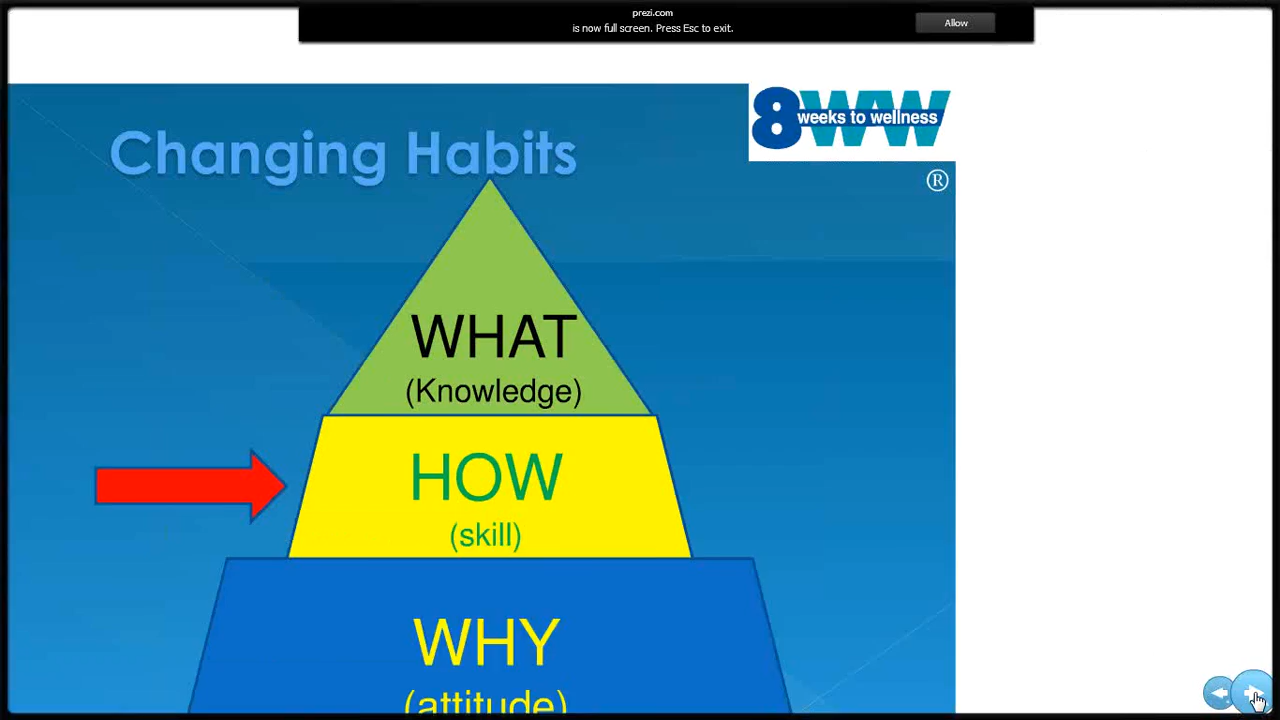 prezi.com
is now full screen. Press Esc to exit.
Allow
8WW
weeks to wellness
®
Changing Habits
WHAT
(Knowledge)
HOW
(skill)
WHY
(attitude)